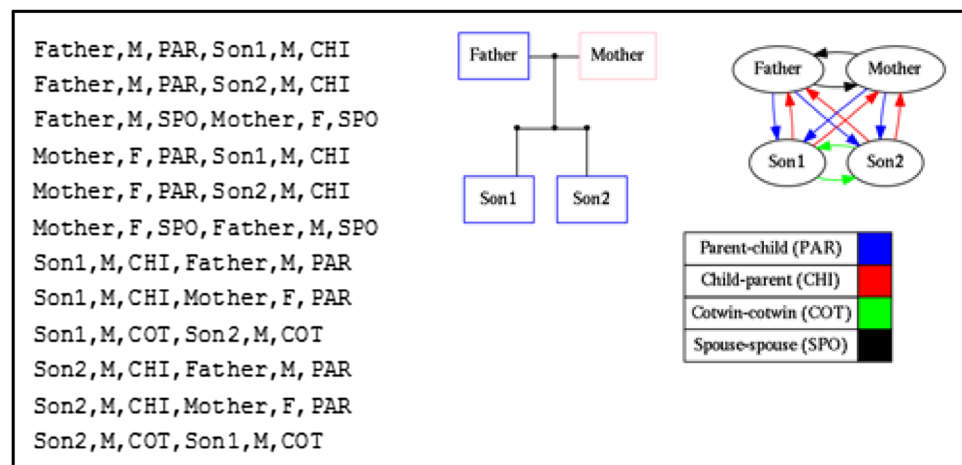 Father,M,PAR,Son1,M,CHI
Father,M,PAR,Son2,M,CHI
Father,M,SPO,Mother,F,SPO
Mother,F,PAR,Son1,M,CHI
Mother,F,PAR,Son2,M,CHI
Mother,F,SPO,Father,M,SPO
Son1,M,CHI,Father,M,PAR
Son1,M,CHI,Mother,F,PAR
Son1,M,COT,Son2,M,COT
Son2,M,CHI,Father,M,PAR
Son2,M,CHI,Mother,F,PAR
Son2,M,COT,Son1,M,COT
Father Mother
Son1 Son2
Father Mother
Son1 Son2
Parent-child (PAR)
Child-parent (CHI)
Cotwin-cotwin (COT)
Spouse-spouse (SPO)